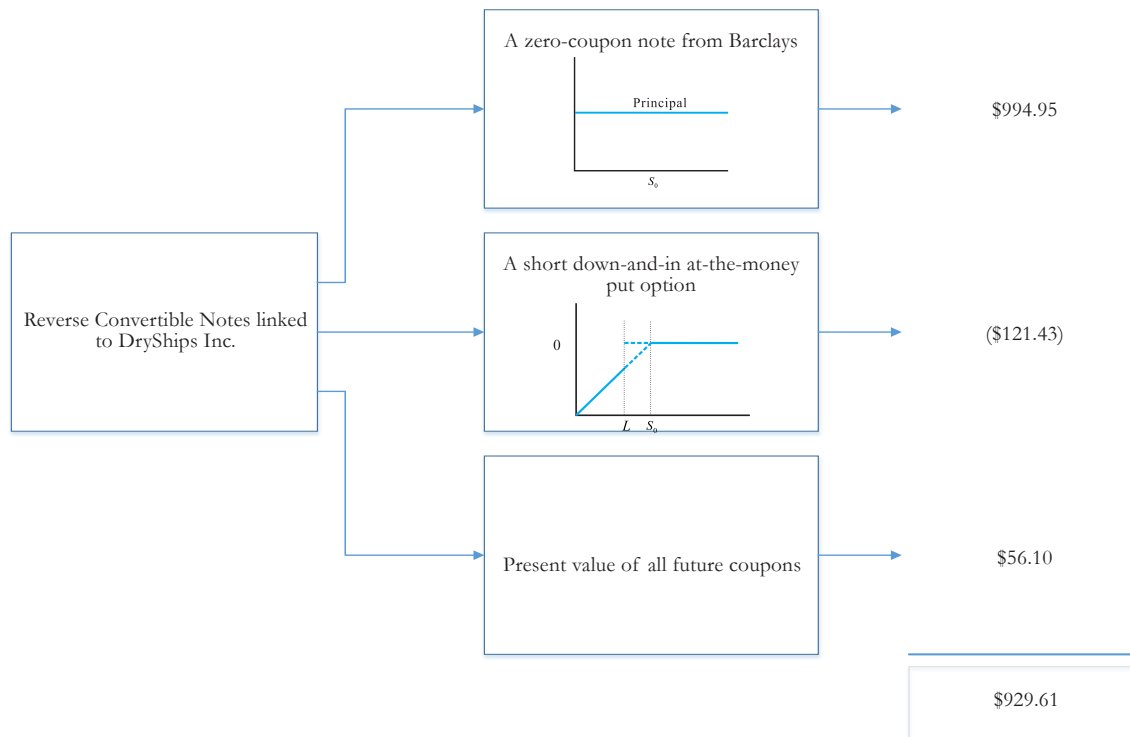 A zero-coupon note from Barclays
Principal
S₀
$994.95
Reverse Convertible Notes linked
to DryShips Inc.
A short down-and-in at-the-money
put option
0
L S₀
($121.43)
Present value of all future coupons
$56.10
$929.61